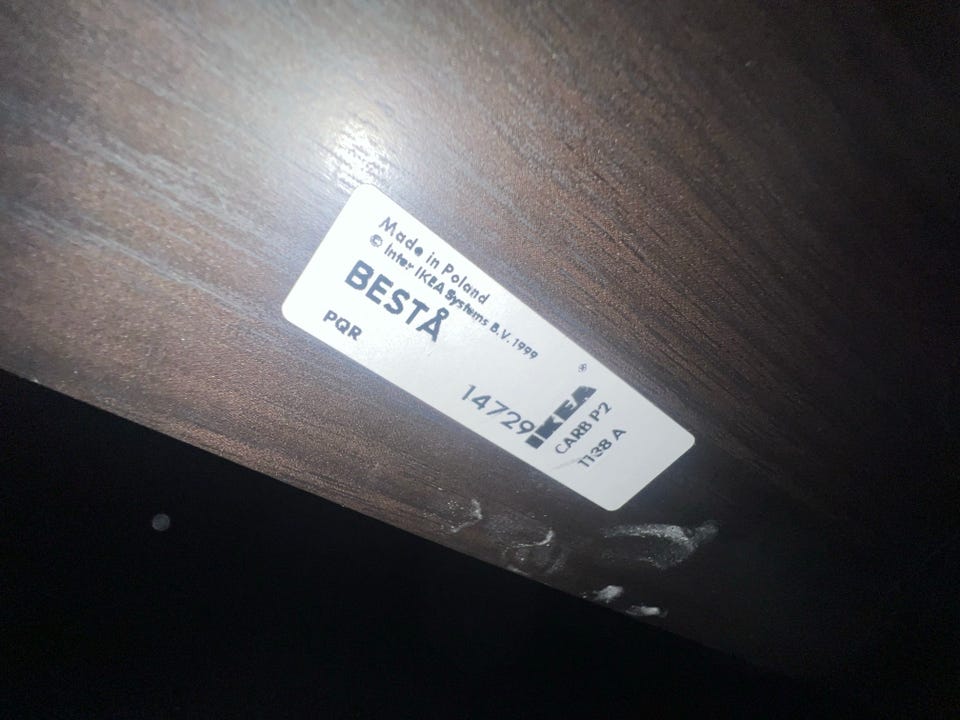 Made in Poland
© Inter IKEA Systems B.V. 1999
BESTÅ
PQR
14729
IKEA
®
CARB P2
1138 A